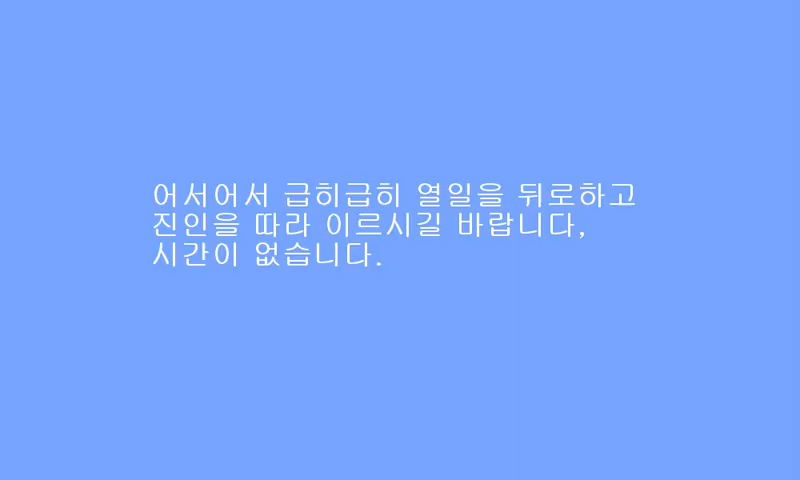 어서어서 급히급히 열일을 뒤로하고
진인을 따라 이르시길 바랍니다,
시간이 없습니다.